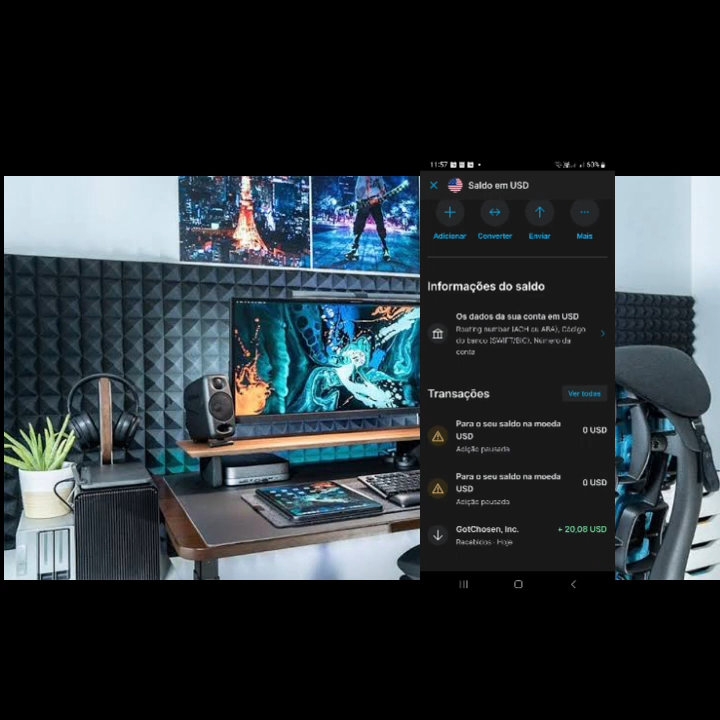 11:57
60%
Saldo em USD
Adicionar Converter Enviar Mais
Informações do saldo
Os dados da sua conta em USD
Routing number (ACH ou ABA), Código
do banco (SWIFT/BIC), Número da
conta
Transações
Ver todas
Para o seu saldo na moeda
USD
0 USD
Adição pausada
Para o seu saldo na moeda
USD
0 USD
Adição pausada
GotChosen, Inc.
+ 20,08 USD
Recebidos - Hoje